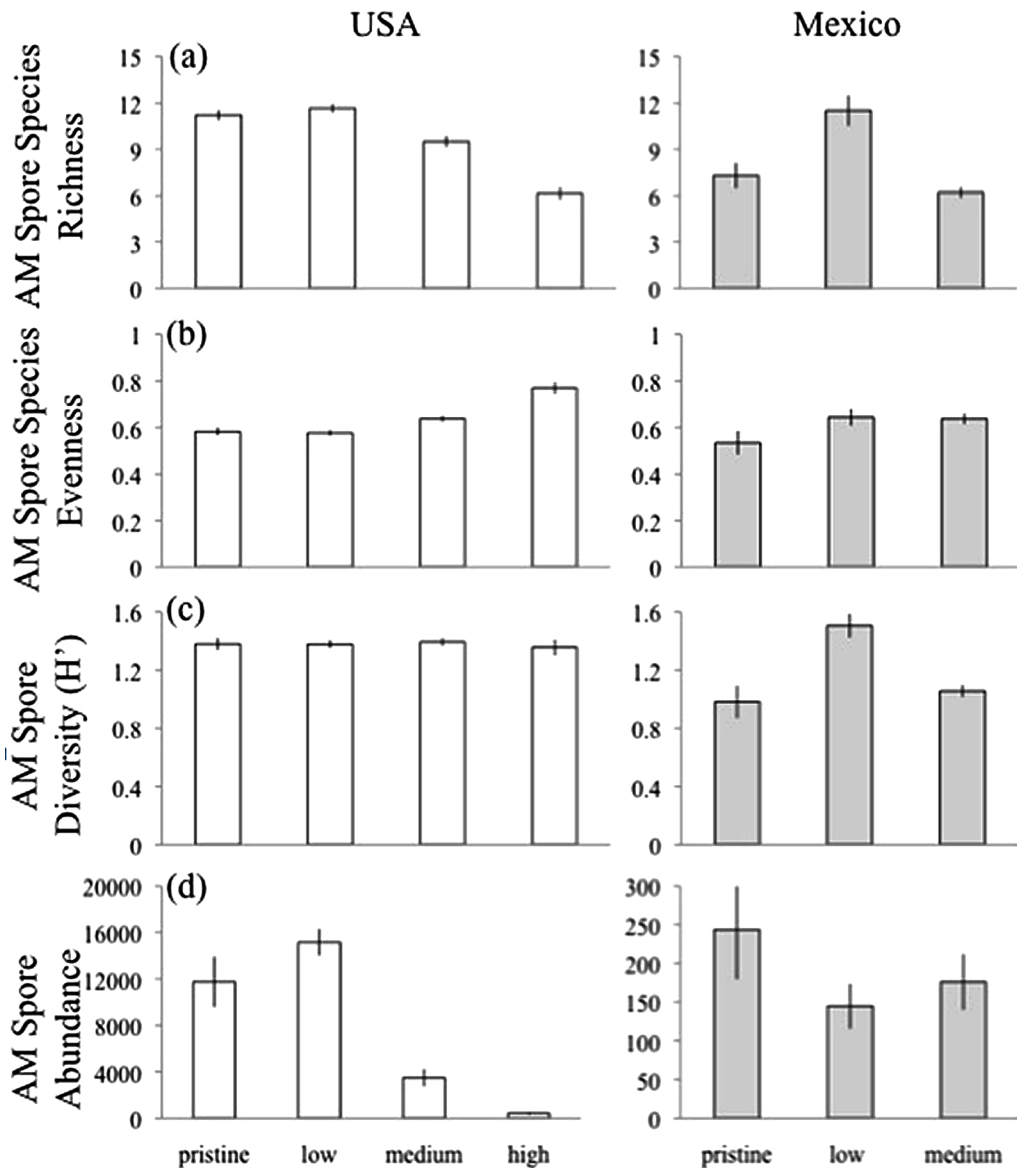 USA
Mexico
(a)
AM Spore Species
Richness
15
12
9
6
3
0
15
12
9
6
3
0
(b)
AM Spore Species
Evenness
1
0.8
0.6
0.4
0.2
0
1
0.8
0.6
0.4
0.2
0
(c)
AM Spore
Diversity (H’)
1.6
1.2
0.8
0.4
0
1.6
1.2
0.8
0.4
0
(d)
AM Spore
Abundance
20000
16000
12000
8000
4000
0
300
250
200
150
100
50
0
pristine low medium high
pristine low medium